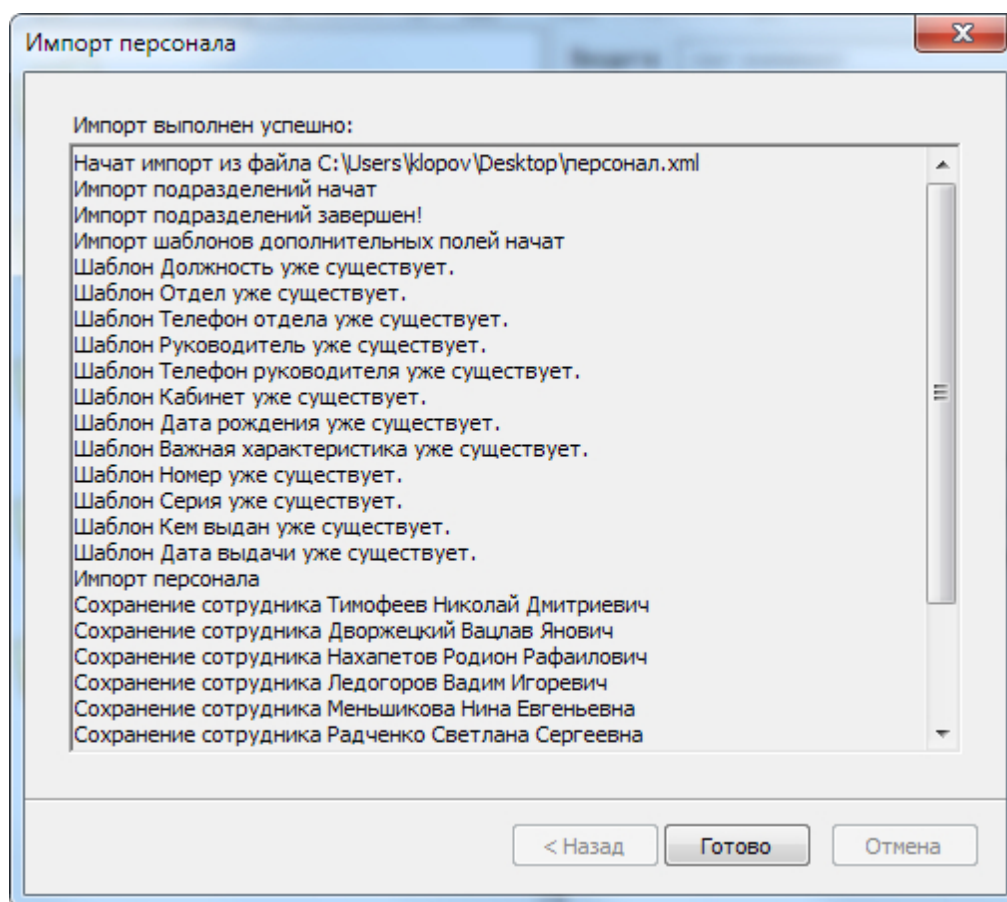 Импорт персонала
Импорт выполнен успешно:
Начат импорт из файла C:\Users\klopov\Desktop\персонал.xml
Импорт подразделений начат
Импорт подразделений завершен!
Импорт шаблонов дополнительных полей начат
Шаблон Должность уже существует.
Шаблон Отдел уже существует.
Шаблон Телефон отдела уже существует.
Шаблон Руководитель уже существует.
Шаблон Телефон руководителя уже существует.
Шаблон Кабинет уже существует.
Шаблон Дата рождения уже существует.
Шаблон Важная характеристика уже существует.
Шаблон Номер уже существует.
Шаблон Серия уже существует.
Шаблон Кем выдан уже существует.
Шаблон Дата выдачи уже существует.
Импорт персонала
Сохранение сотрудника Тимофеев Николай Дмитриевич
Сохранение сотрудника Дворжецкий Вацлав Янович
Сохранение сотрудника Нахапетов Родион Рафаилович
Сохранение сотрудника Ледогоров Вадим Игоревич
Сохранение сотрудника Меньшикова Нина Евгеньевна
Сохранение сотрудника Радченко Светлана Сергеевна
< Назад Готово Отмена